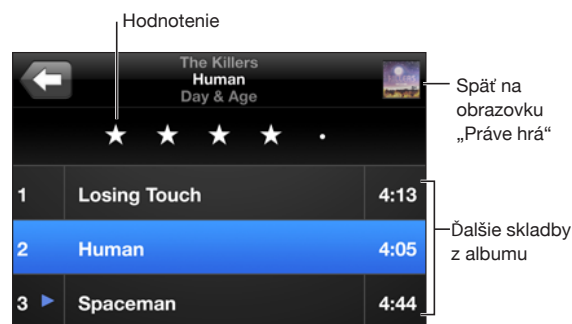 Hodnotenie
The Killers
Human
Day & Age
Späť na
obrazovku
„Práve hrá“
1 Losing Touch 4:13
2 Human 4:05
3 Spaceman 4:44
Ďalšie skladby
z albumu